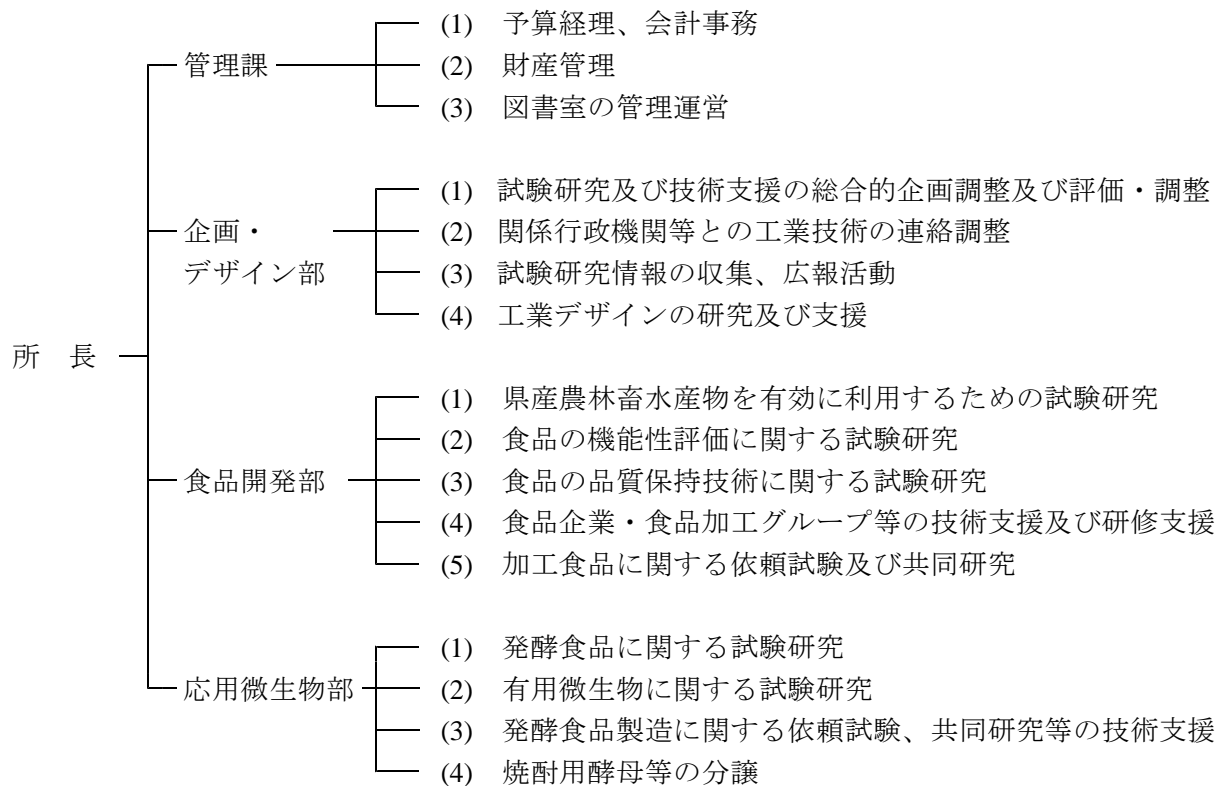 所　長
管理課
(1) 予算経理、会計事務
(2) 財産管理
(3) 図書室の管理運営
企画・
デザイン部
(1) 試験研究及び技術支援の総合的企画調整及び評価・調整
(2) 関係行政機関等との工業技術の連絡調整
(3) 試験研究情報の収集、広報活動
(4) 工業デザインの研究及び支援
食品開発部
(1) 県産農林畜水産物を有効に利用するための試験研究
(2) 食品の機能性評価に関する試験研究
(3) 食品の品質保持技術に関する試験研究
(4) 食品企業・食品加工グループ等の技術支援及び研修支援
(5) 加工食品に関する依頼試験及び共同研究
応用微生物部
(1) 発酵食品に関する試験研究
(2) 有用微生物に関する試験研究
(3) 発酵食品製造に関する依頼試験、共同研究等の技術支援
(4) 焼酎用酵母等の分譲